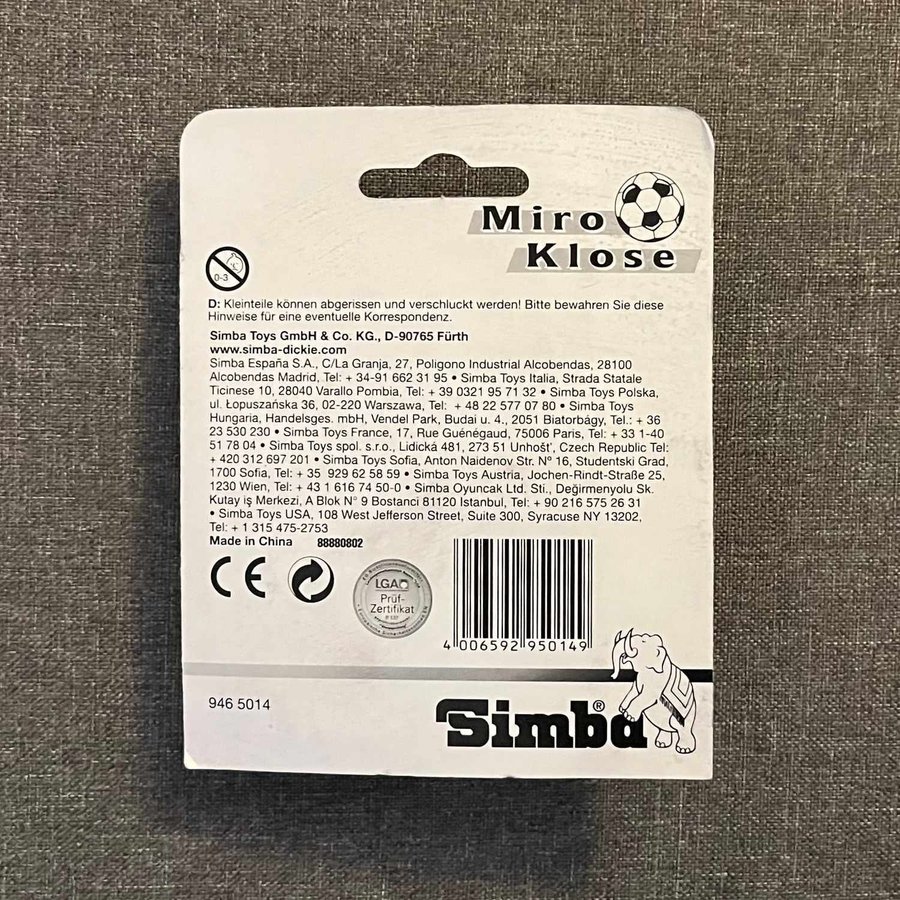 Miro
Klose
0-3
D: Kleinteile können abgerissen und verschluckt werden! Bitte bewahren Sie diese
Hinweise für eine eventuelle Korrespondenz.
Simba Toys GmbH & Co. KG., D-90765 Fürth
www.simba-dickie.com
Simba España S.A., C/La Granja, 27, Poligono Industrial Alcobendas, 28100
Alcobendas Madrid, Tel: + 34-91 662 31 95 • Simba Toys Italia, Strada Statale
Ticinese 10, 28040 Varallo Pombia, Tel: + 39 0321 95 71 32 • Simba Toys Polska,
ul. Łopuszańska 36, 02-220 Warszawa, Tel: + 48 22 577 07 80 • Simba Toys
Hungaria, Handelsges. mbH, Vendel Park, Budai u. 4., 2051 Biatorbágy, Tel.: + 36
23 530 230 • Simba Toys France, 17, Rue Guénégaud, 75006 Paris, Tel: + 33 1-40
51 78 04 • Simba Toys spol. s.r.o., Lidická 481, 273 51 Unhošť, Czech Republic Tel:
+ 420 312 697 201 • Simba Toys Sofia, Anton Naidenov Str. N° 16, Studentski Grad,
1700 Sofia, Tel: + 35 929 62 58 59 • Simba Toys Austria, Jochen-Rindt-Straße 25,
1230 Wien, Tel: + 43 1 616 74 50-0 • Simba Oyuncak Ltd. Sti., Değirmenyolu Sk.
Kutay iş Merkezi, A Blok N° 9 Bostanci 81120 Istanbul, Tel: + 90 216 575 26 31
• Simba Toys USA, 108 West Jefferson Street, Suite 300, Syracuse NY 13202,
Tel: + 1 315 475-2753
Made in China 88880802
CE
LGA
Prüf-
Zertifikat
4 006592 950149
946 5014
Simba®